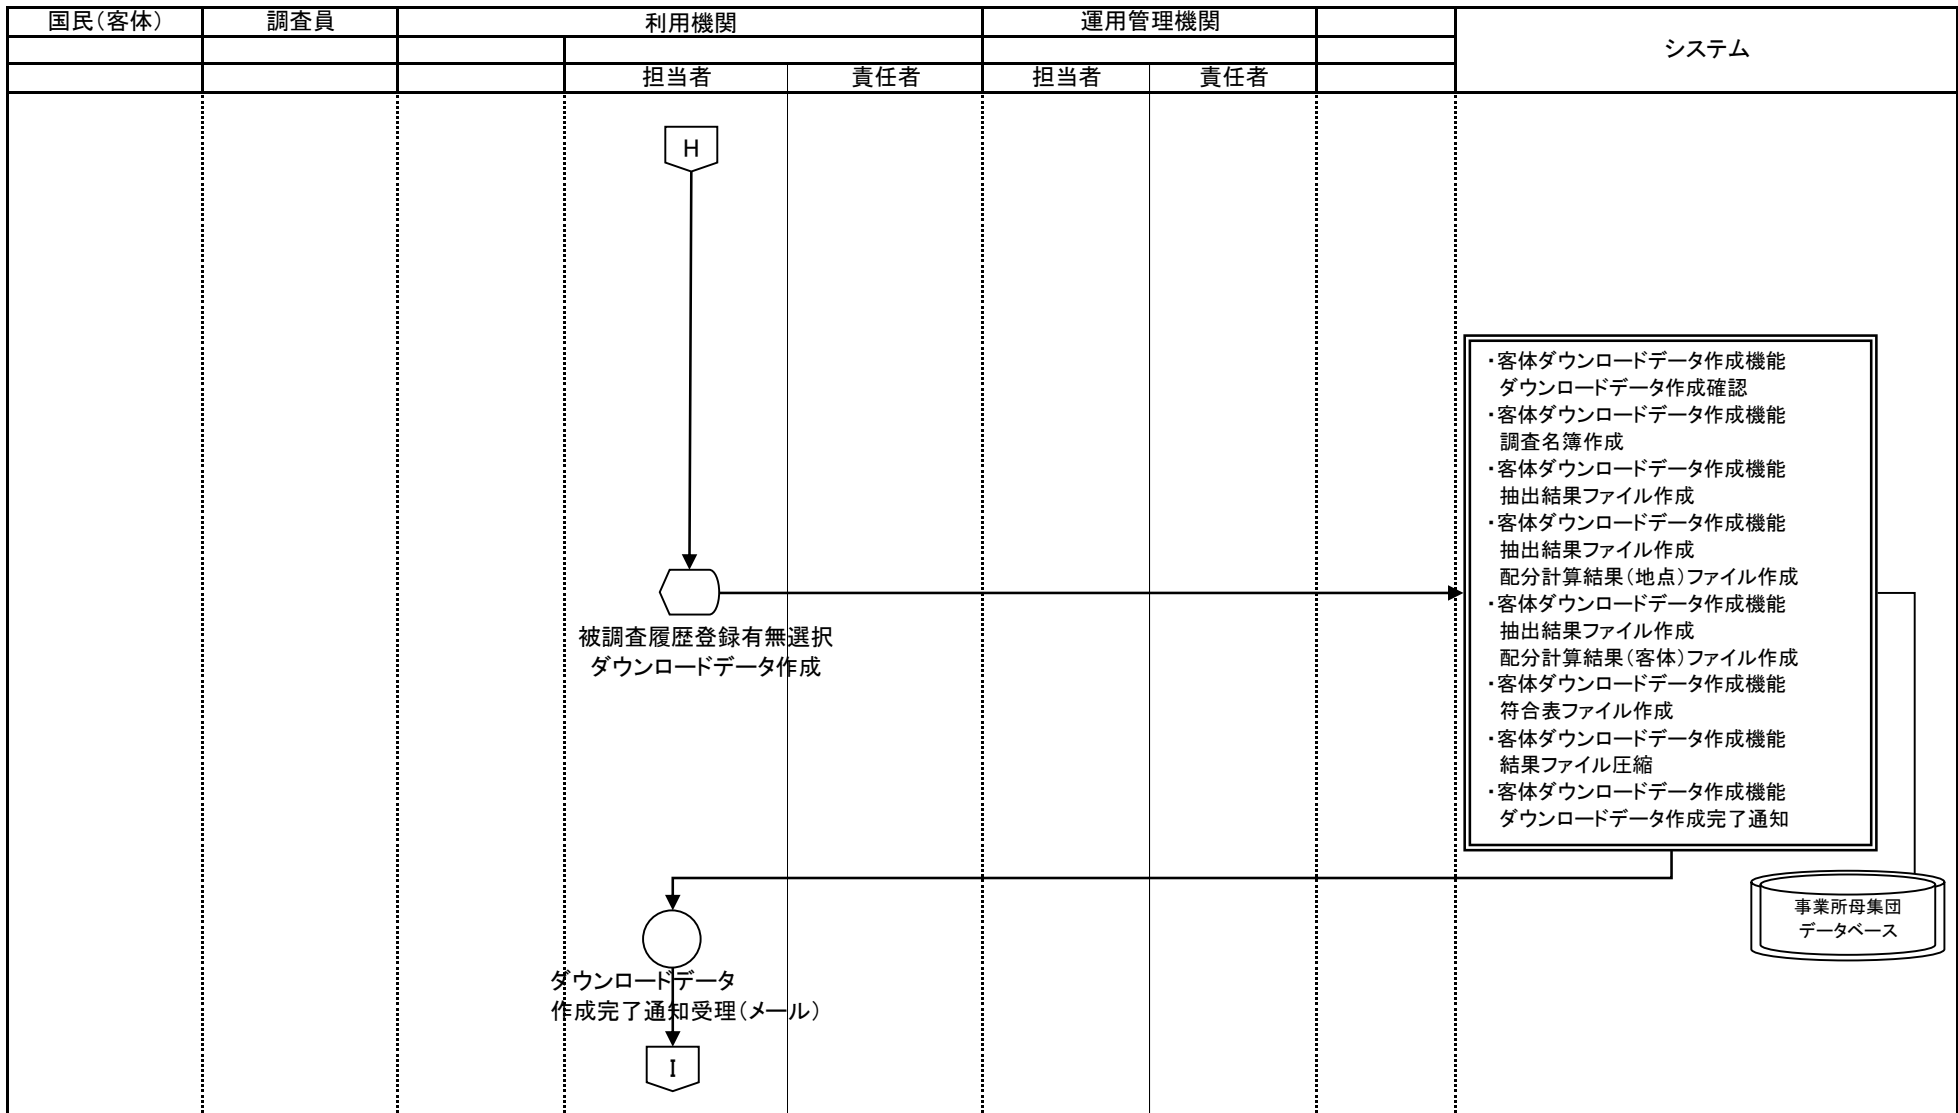 国民（客体）
調査員
利用機関
運用管理機関
システム
担当者
責任者
担当者
責任者
H
・客体ダウンロードデータ作成機能
ダウンロードデータ作成確認
・客体ダウンロードデータ作成機能
調査名簿作成
・客体ダウンロードデータ作成機能
抽出結果ファイル作成
・客体ダウンロードデータ作成機能
抽出結果ファイル作成
配分計算結果（地点）ファイル作成
・客体ダウンロードデータ作成機能
抽出結果ファイル作成
配分計算結果（客体）ファイル作成
・客体ダウンロードデータ作成機能
符合表ファイル作成
・客体ダウンロードデータ作成機能
結果ファイル圧縮
・客体ダウンロードデータ作成機能
ダウンロードデータ作成完了通知
被調査履歴登録有無選択
ダウンロードデータ作成
事業所母集団
データベース
ダウンロードデータ
作成完了通知受理（メール）
I